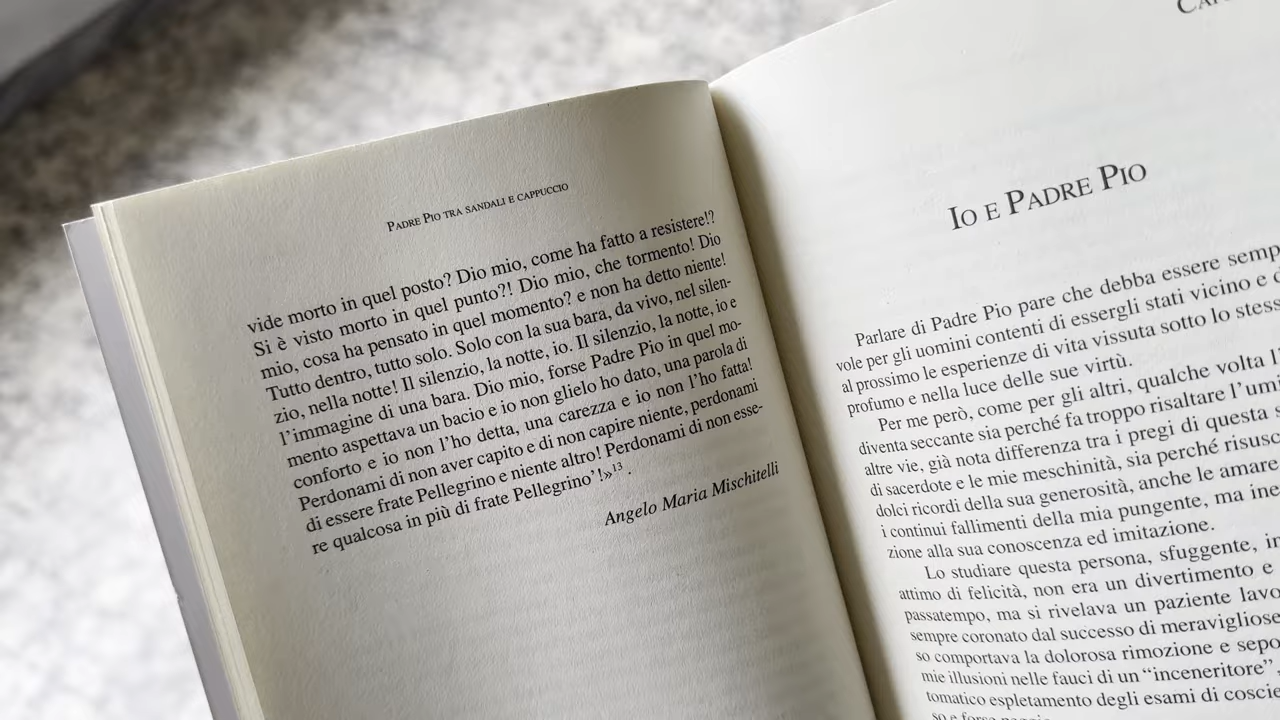 PADRE PIO TRA SANDALI E CAPPUCCIO
vide morto in quel posto? Dio mio, come ha fatto a resistere!?
Si è visto morto in quel punto?! Dio mio, che tormento! Dio
mio, cosa ha pensato in quel momento? e non ha detto niente!
Tutto dentro, tutto solo. Solo con la sua bara, da vivo, nel silen-
zio, nella notte! Il silenzio, la notte, io. Il silenzio, la notte, io e
l’immagine di una bara. Dio mio, forse Padre Pio in quel mo-
mento aspettava un bacio e io non glielo ho dato, una parola di
conforto e io non l’ho detta, una carezza e io non l’ho fatta!
Perdonami di non aver capito e di non capire niente, perdonami
di essere frate Pellegrino e niente altro! Perdonami di non esse-
re qualcosa in più di frate Pellegrino’!»13 .
Angelo Maria Mischitelli
IO E PADRE PIO
Parlare di Padre Pio pare che debba essere
vole per gli uomini contenti di essergli stati vicino e
al prossimo le esperienze di vita vissuta sotto lo
profumo e nella luce delle sue virtù.
Per me però, come per gli altri, qualche volta
diventa seccante sia perché fa troppo risaltare
altre vie, già nota differenza tra i pregi di questa
di sacerdote e le mie meschinità, sia perché
dolci ricordi della sua generosità, anche le amare
i continui fallimenti della mia pungente, ma
zione alla sua conoscenza ed imitazione.
Lo studiare questa persona, sfuggente,
attimo di felicità, non era un divertimento e
passatempo, ma si rivelava un paziente
sempre coronato dal successo di
so comportava la dolorosa rimozione e
mie illusioni nelle fauci di un “inceneritore”,
tomatico espletamento degli esami di
so e forse